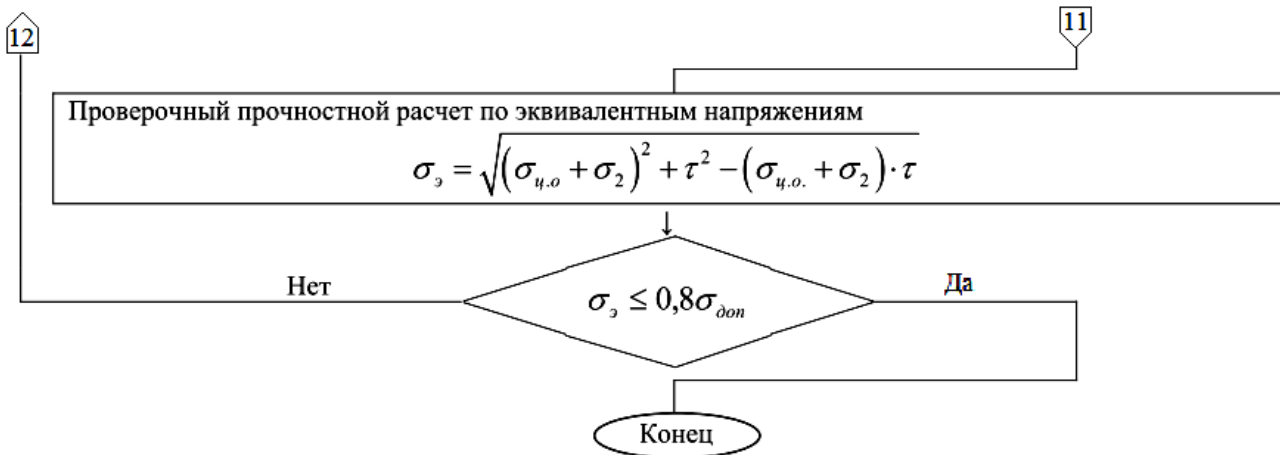 12
11
Проверочный прочностной расчет по эквивалентным напряжениям
σ_э = √((σ_ц.о + σ_2)^2 + τ^2 − (σ_ц.о. + σ_2) · τ)
Нет
Да
σ_э ≤ 0,8σ_доп
Конец